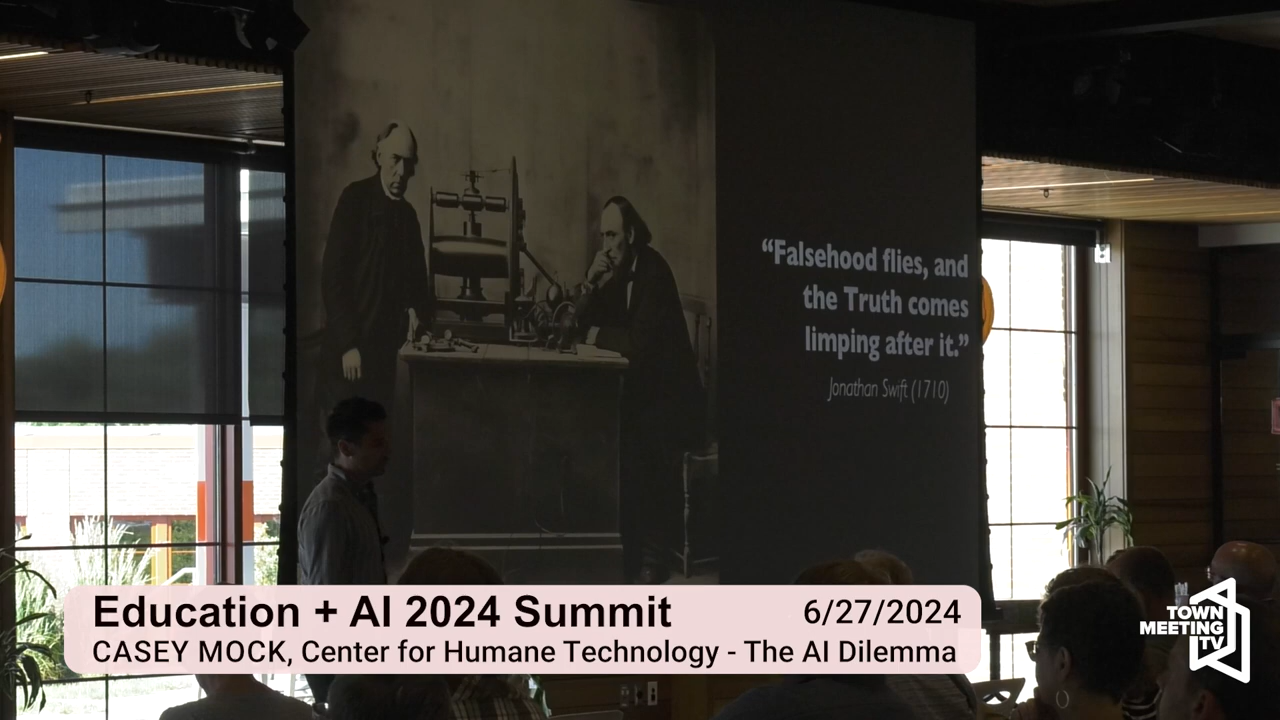 “Falsehood flies, and
the Truth comes
limping after it.”
Jonathan Swift (1710)
Education + AI 2024 Summit 6/27/2024
CASEY MOCK, Center for Humane Technology - The AI Dilemma
TOWN
MEETING
TV